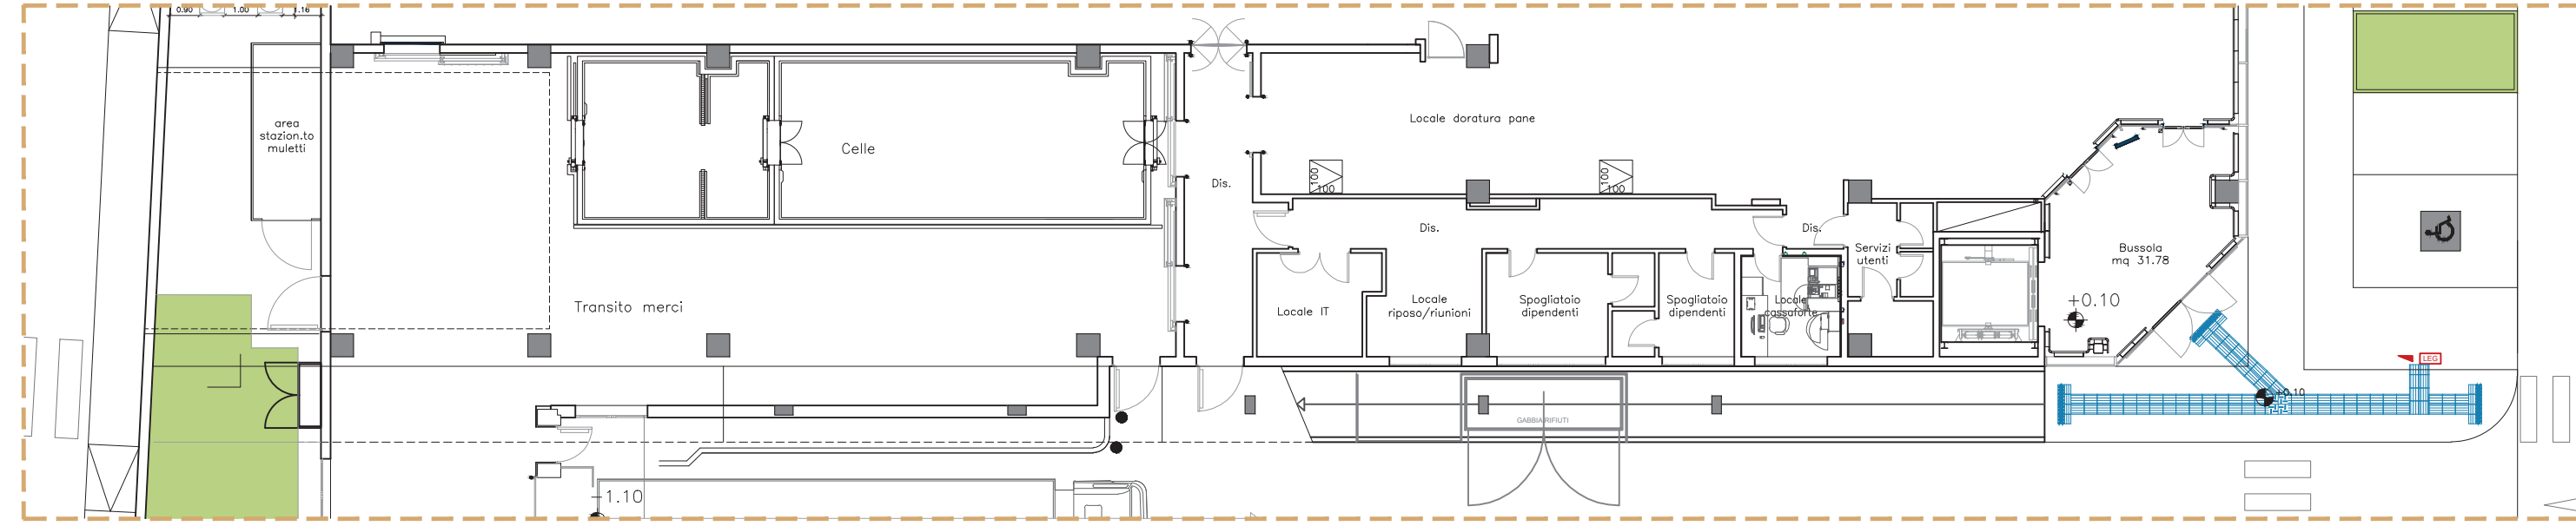 0.90
1.00
1.16
area
stazion.to
muletti
Celle
Locale doratura pane
100
100
100
100
Dis.
Dis.
Dis.
Servizi
utenti
Bussola
mq 31.78
+0.10
Transito merci
Locale IT
Locale
riposo/riunioni
Spogliatoio
dipendenti
Spogliatoio
dipendenti
Locale
cassaforte
LEG
+0.10
GABBIA RIFIUTI
-1.10